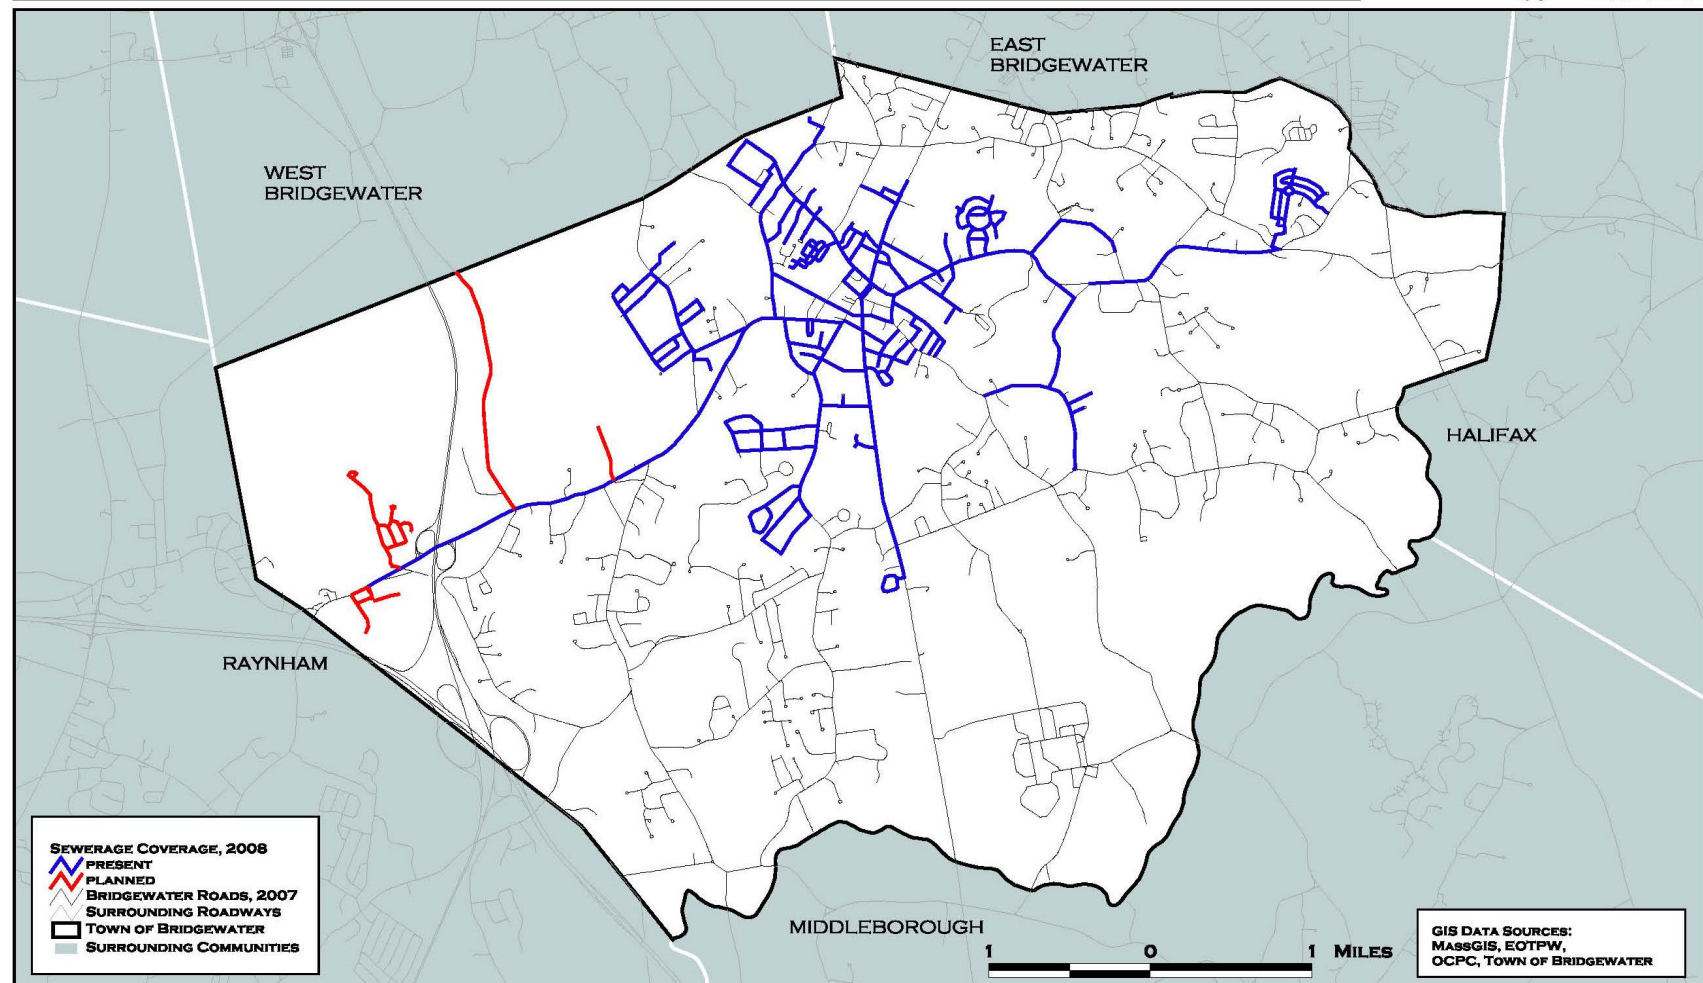 EAST
BRIDGEWATER
WEST
BRIDGEWATER
HALIFAX
RAYNHAM
MIDDLEBOROUGH
SEWERAGE COVERAGE, 2008
PRESENT
PLANNED
BRIDGEWATER ROADS, 2007
SURROUNDING ROADWAYS
TOWN OF BRIDGEWATER
SURROUNDING COMMUNITIES
1 0 1 MILES
GIS DATA SOURCES:
MASSGIS, EOTPW,
OCPC, TOWN OF BRIDGEWATER